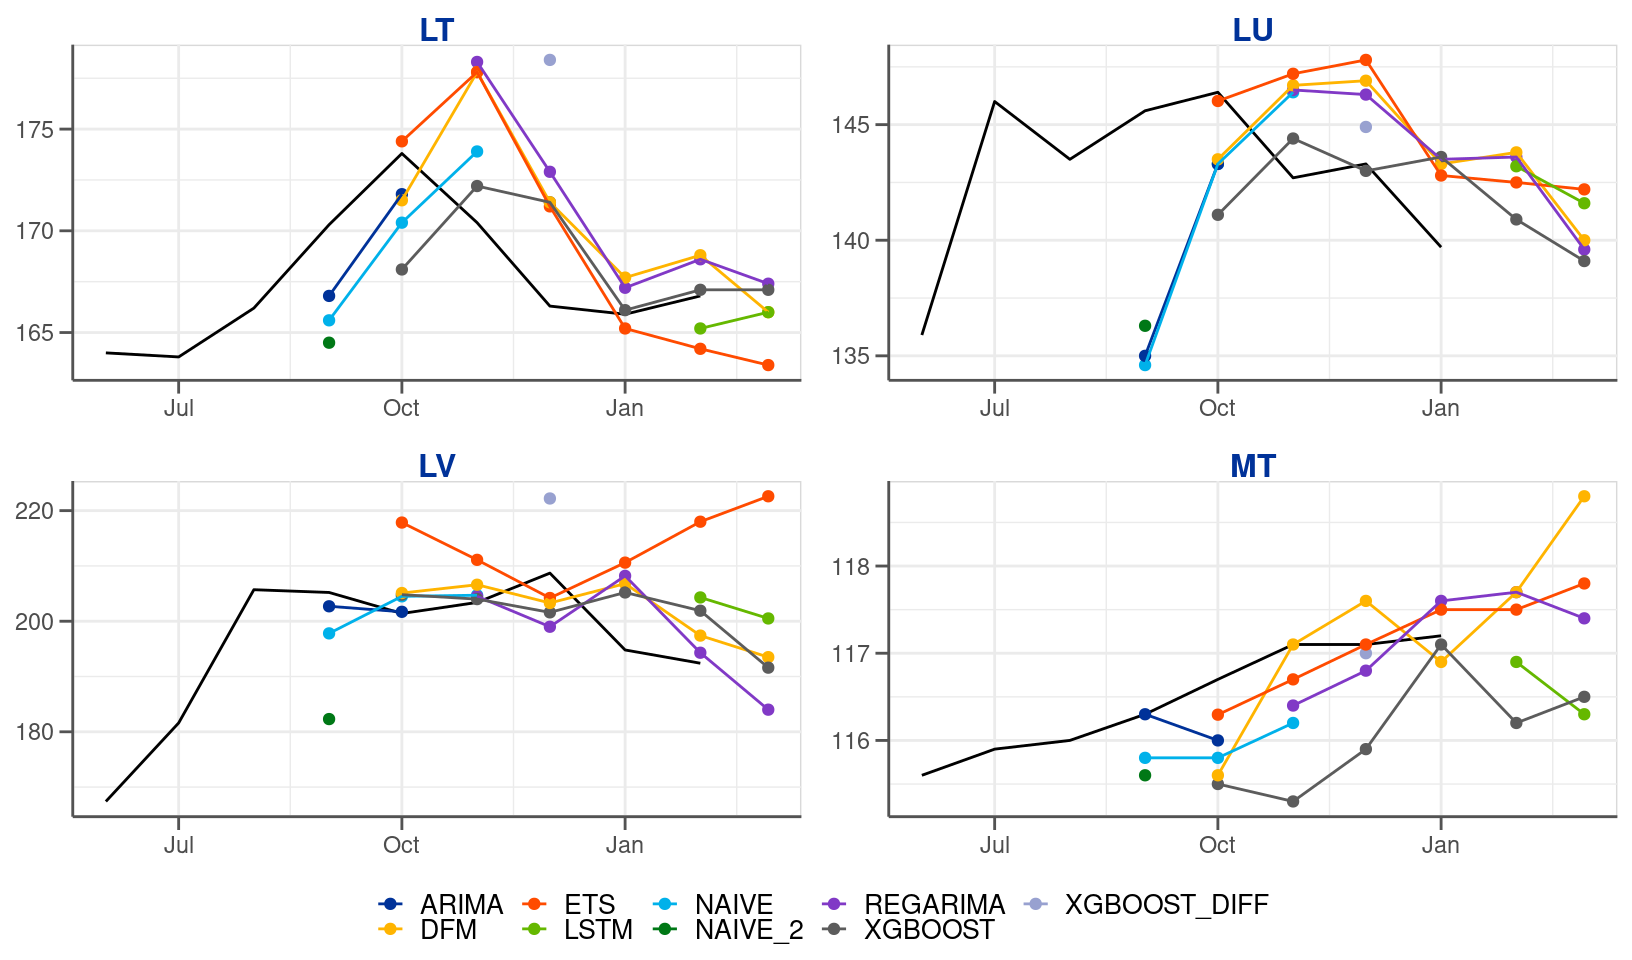 LT
LU
175
170
165
Jul
Oct
Jan
145
140
135
Jul
Oct
Jan
LV
MT
220
200
180
Jul
Oct
Jan
118
117
116
Jul
Oct
Jan
ARIMA ETS NAIVE REGARIMA XGBOOST_DIFF
DFM LSTM NAIVE_2 XGBOOST